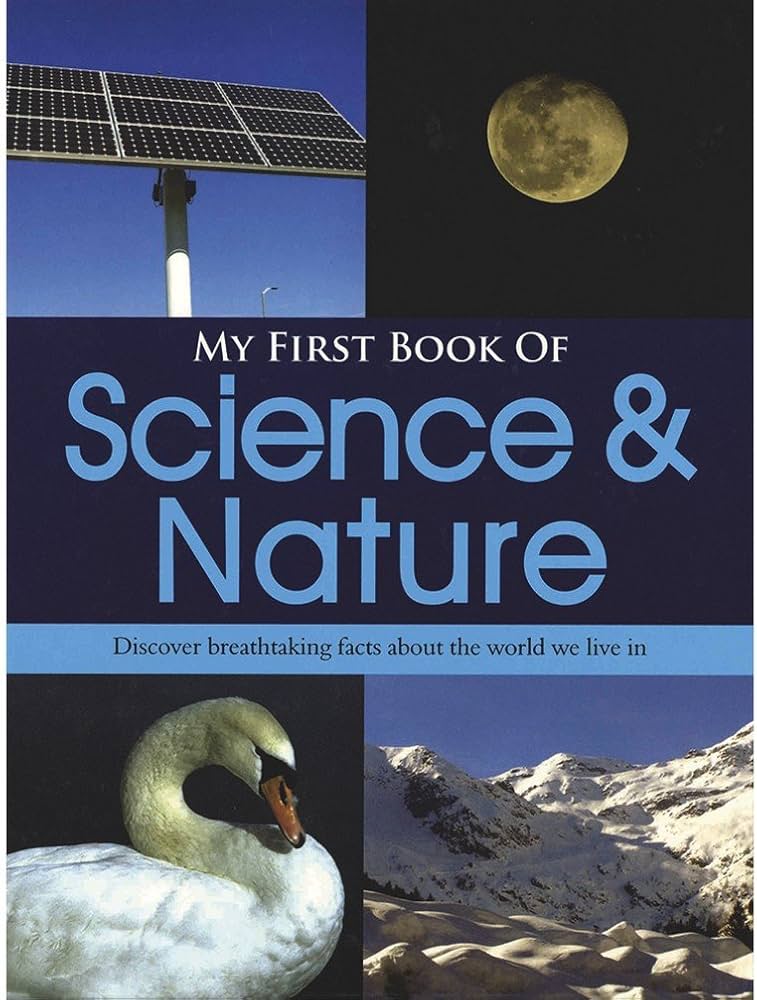 MY FIRST BOOK OF
Science &
Nature
Discover breathtaking facts about the world we live in